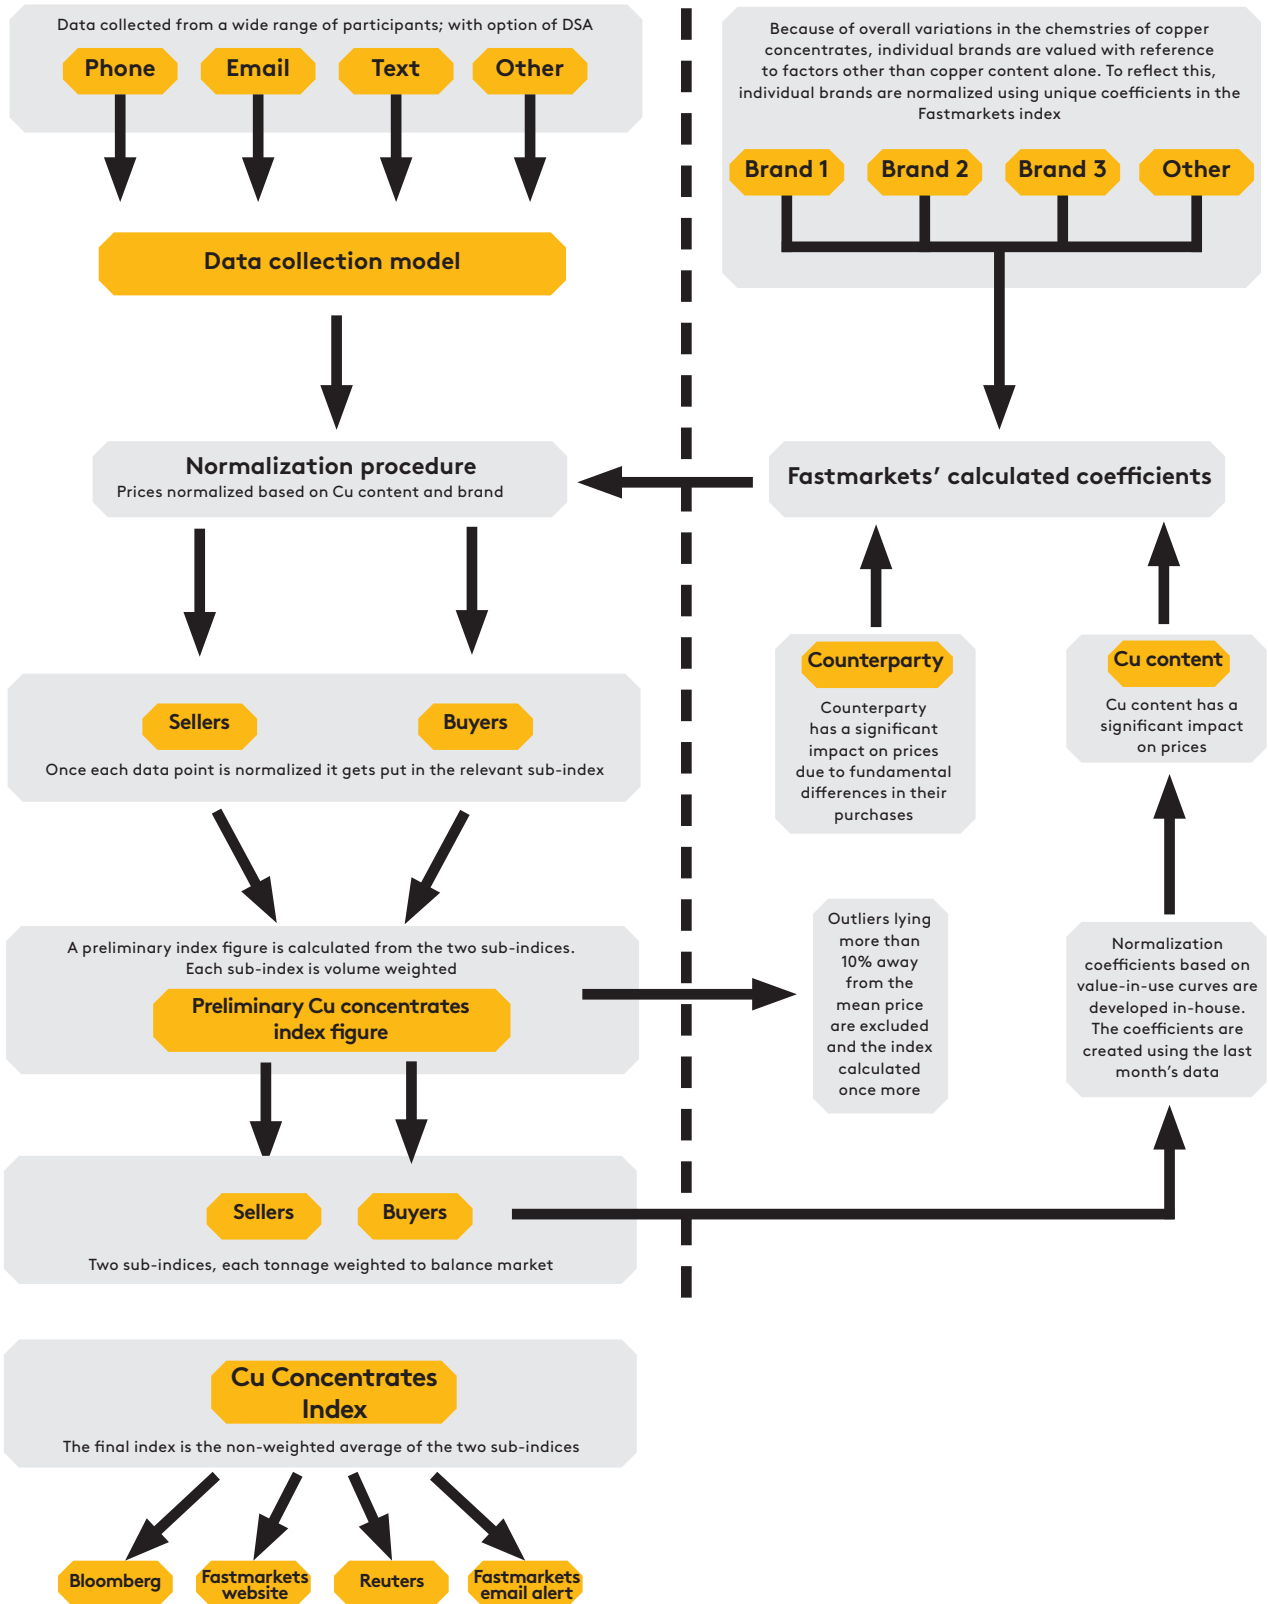 Data collected from a wide range of participants; with option of DSA
Phone
Email
Text
Other
Data collection model
Normalization procedure
Prices normalized based on Cu content and brand
Sellers
Buyers
Once each data point is normalized it gets put in the relevant sub-index
A preliminary index figure is calculated from the two sub-indices.
Each sub-index is volume weighted
Preliminary Cu concentrates
index figure
Sellers
Buyers
Two sub-indices, each tonnage weighted to balance market
Cu Concentrates
Index
The final index is the non-weighted average of the two sub-indices
Bloomberg
Fastmarkets
website
Reuters
Fastmarkets
email alert
Because of overall variations in the chemstries of copper
concentrates, individual brands are valued with reference
to factors other than copper content alone. To reflect this,
individual brands are normalized using unique coefficients in the
Fastmarkets index
Brand 1
Brand 2
Brand 3
Other
Fastmarkets’ calculated coefficients
Counterparty
Counterparty
has a significant
impact on prices
due to fundamental
differences in their
purchases
Cu content
Cu content has a
significant impact
on prices
Outliers lying
more than
10% away
from the
mean price
are excluded
and the index
calculated
once more
Normalization
coefficients based on
value-in-use curves are
developed in-house.
The coefficients are
created using the last
month’s data